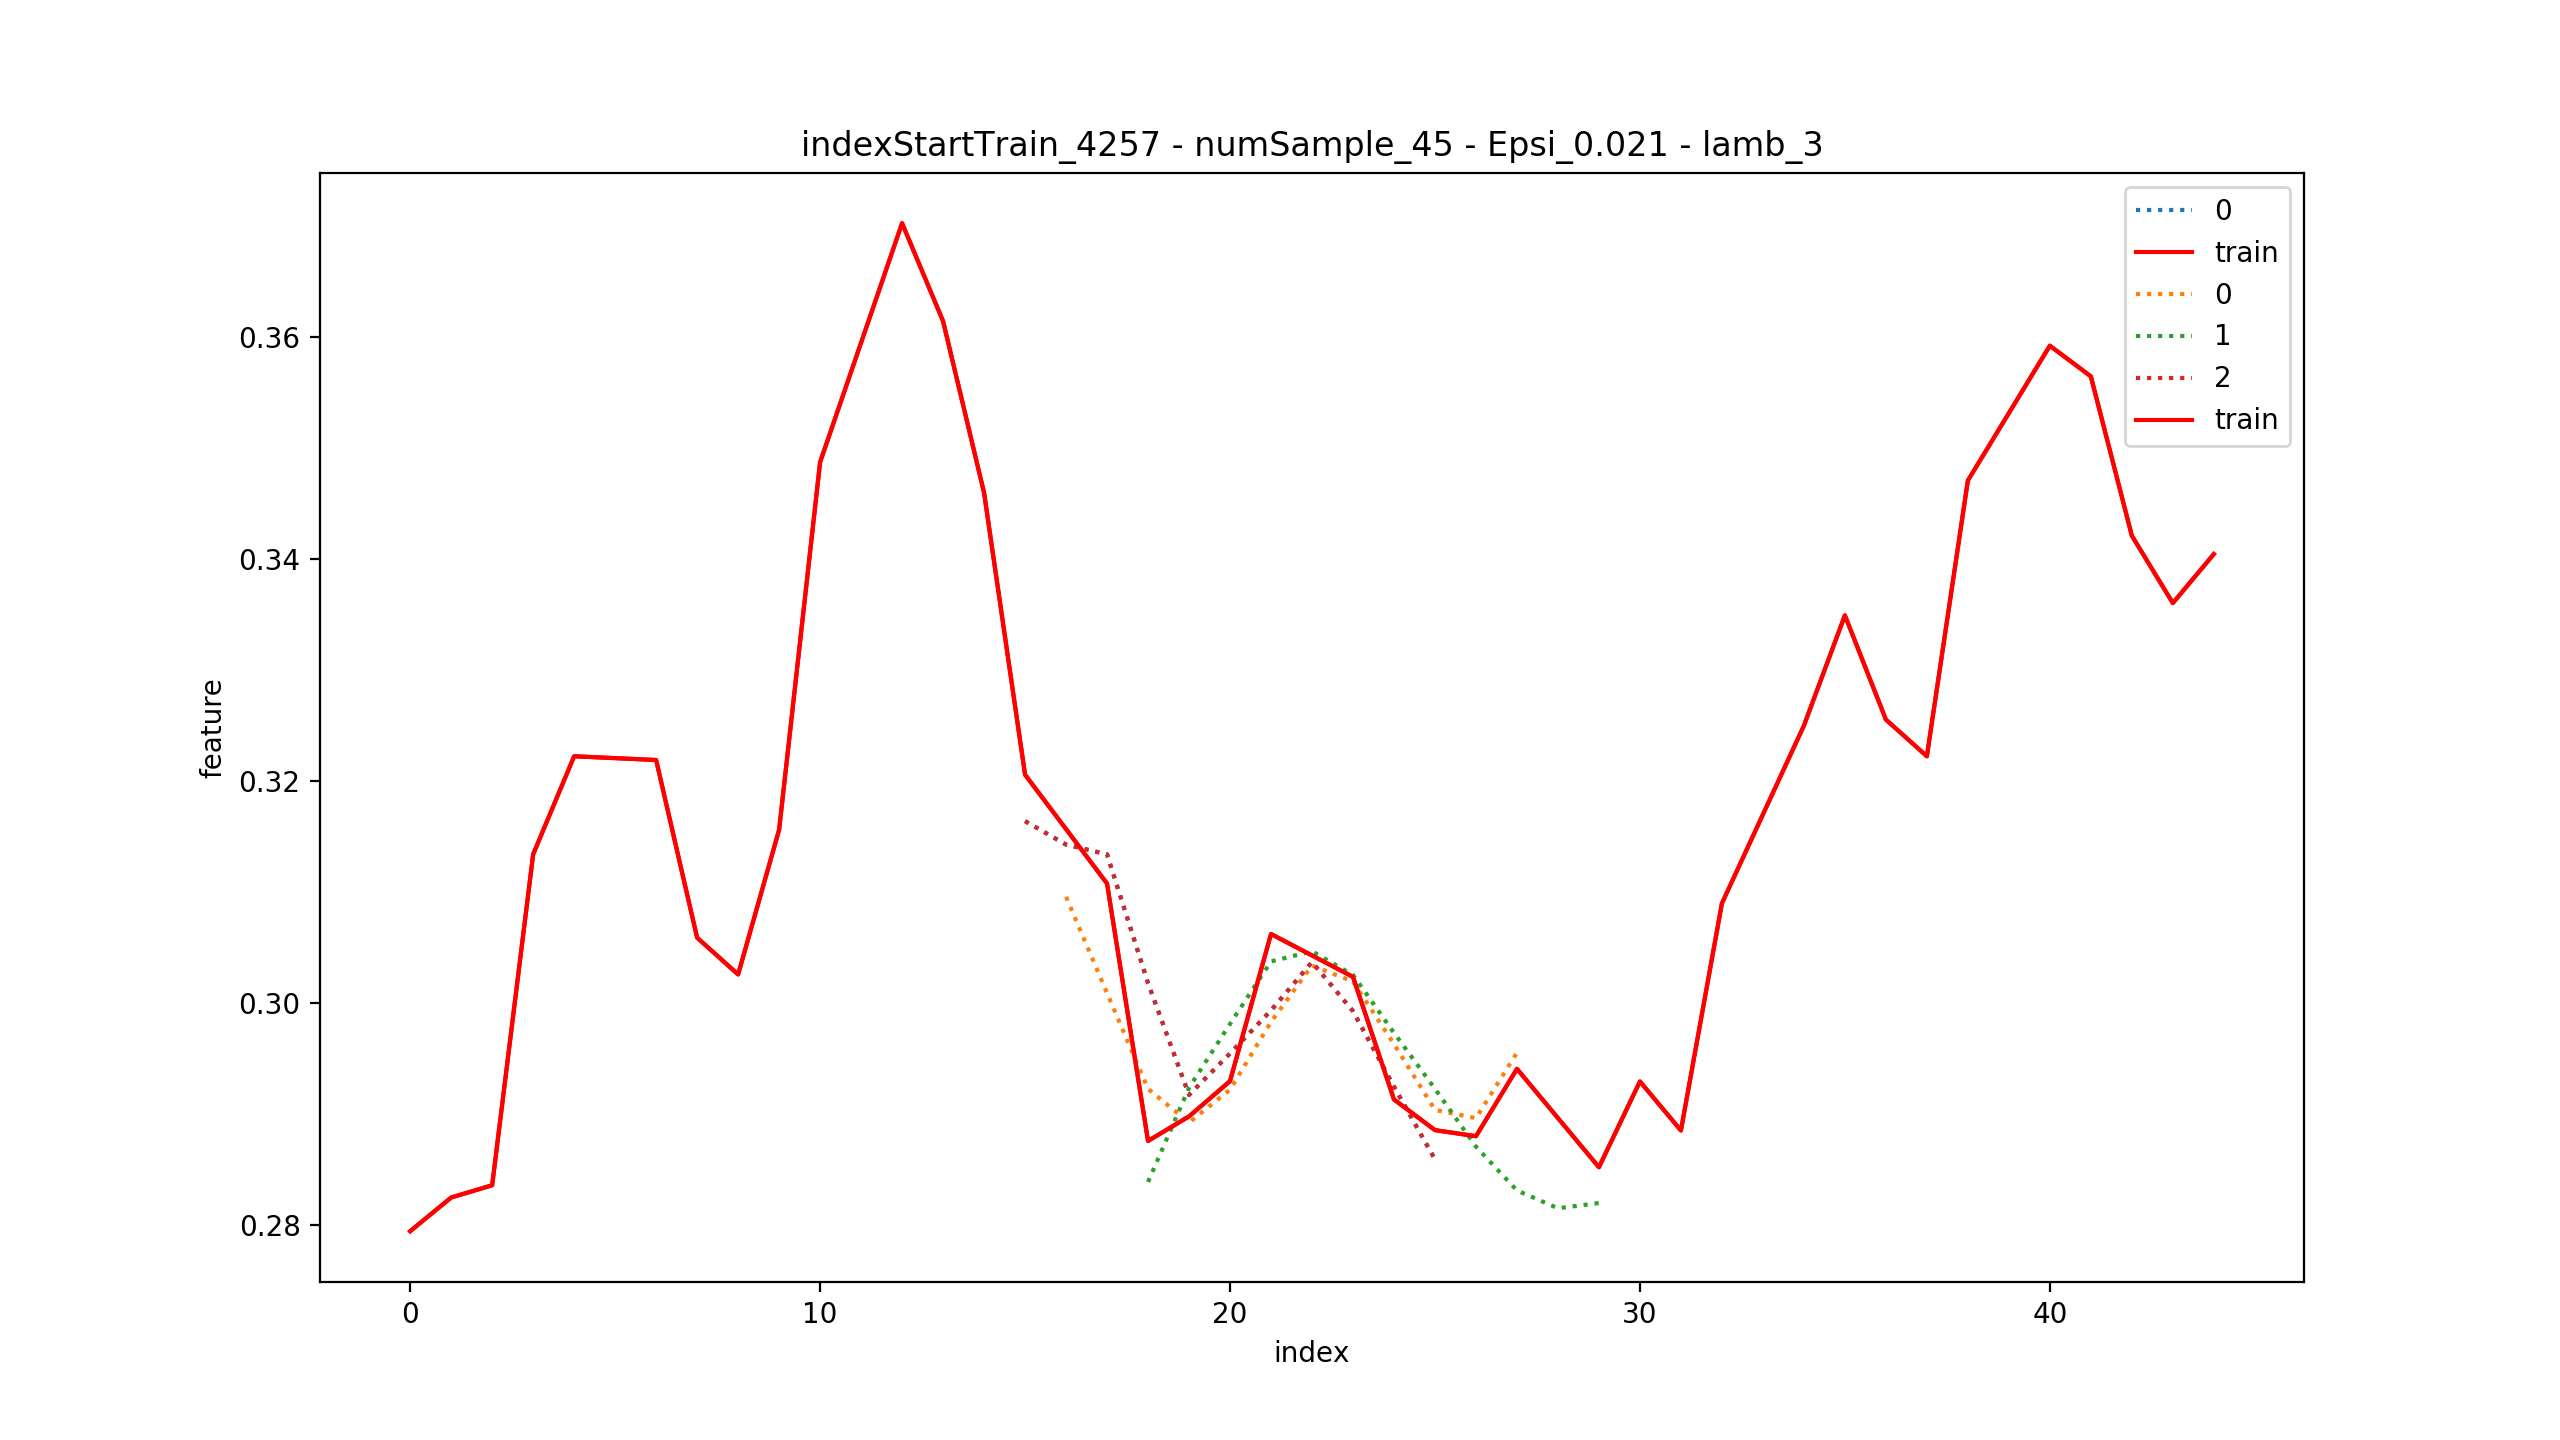 indexStartTrain_4257 - numSample_45 - Epsi_0.021 - lamb_3
0
train
0
1
2
train
feature
0.36
0.34
0.32
0.30
0.28
0
10
20
30
40
index